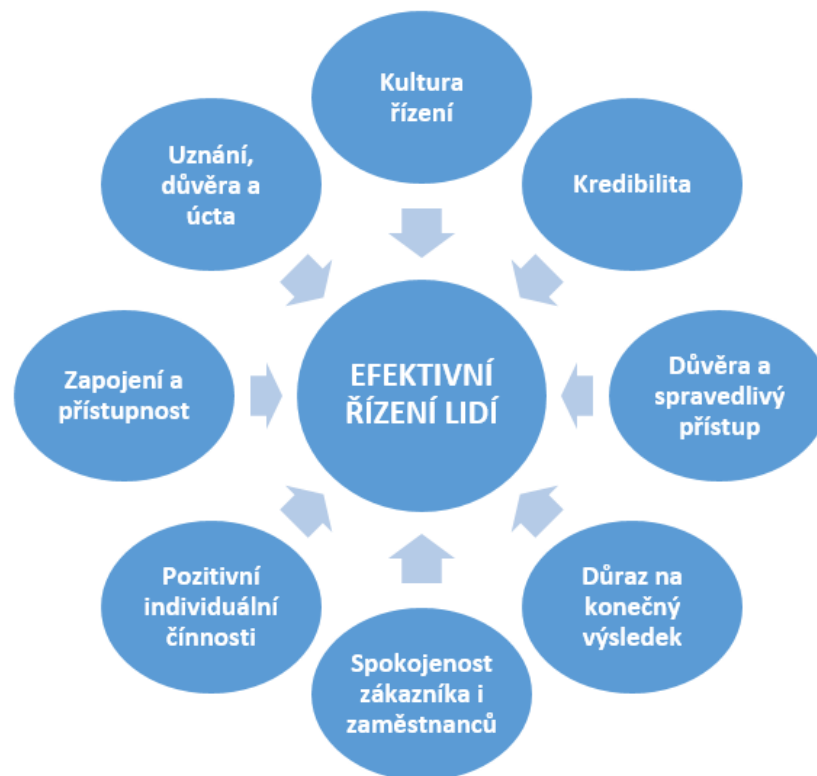 Kultura
řízení
Uznání,
důvěra a
úcta
Kredibilita
Zapojení a
přístupnost
EFEKTIVNÍ
ŘÍZENÍ LIDÍ
Důvěra a
spravedlivý
přístup
Pozitivní
individuální
čínnosti
Důraz na
konečný
výsledek
Spokojenost
zákazníka i
zaměstnanců